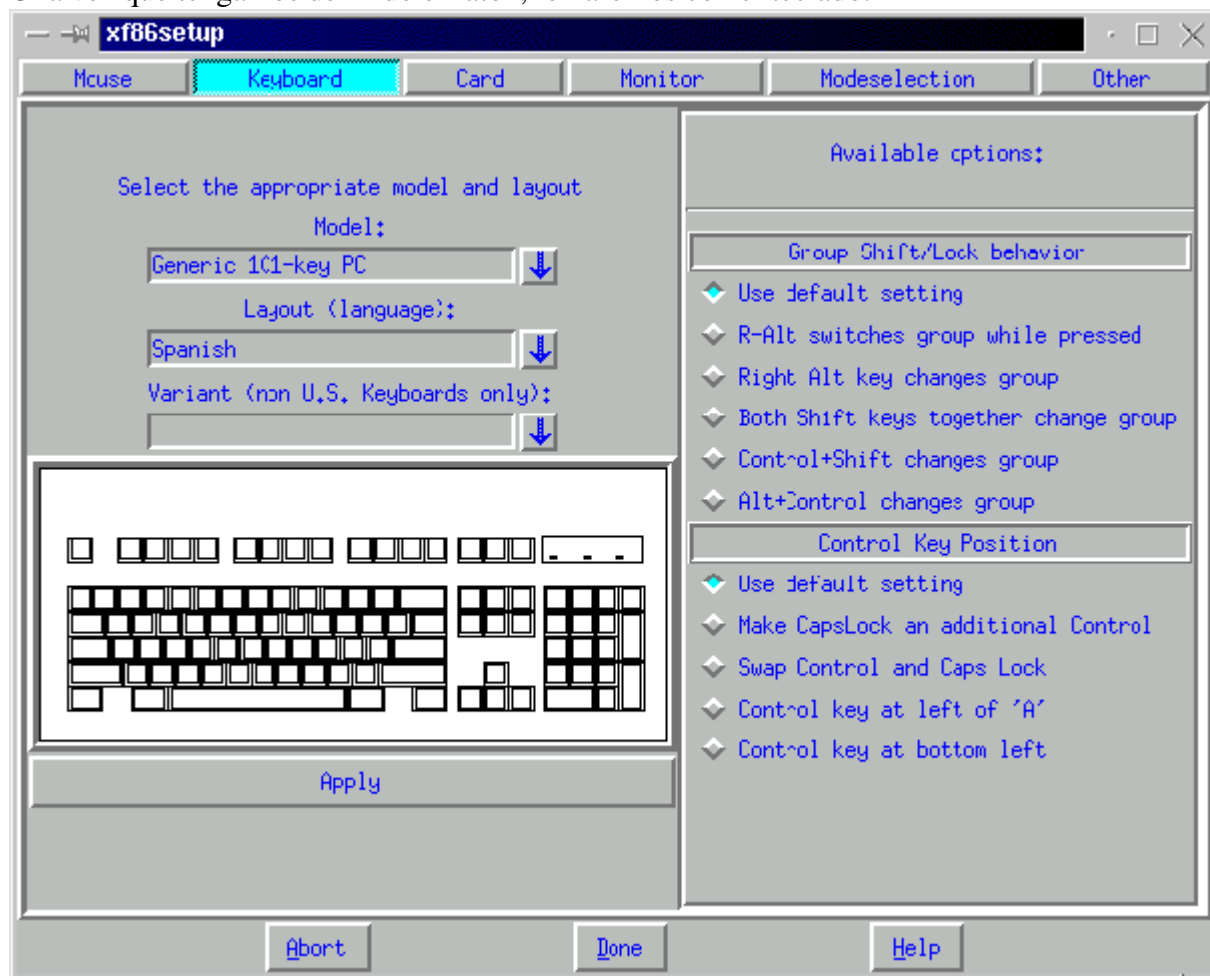 xf86setup
Mouse Keyboard Card Monitor Modeselection Other
Select the appropriate model and layout
Model:
Generic 101-key PC
Layout (language):
Spanish
Variant (non U.S. Keyboards only):
Apply
Available options:
Group Shift/Lock behavior
Use default setting
R-Alt switches group while pressed
Right Alt key changes group
Both Shift keys together change group
Control+Shift changes group
Alt+Control changes group
Control Key Position
Use default setting
Make CapsLock an additional Control
Swap Control and Caps Lock
Control key at left of 'A'
Control key at bottom left
Abort Done Help